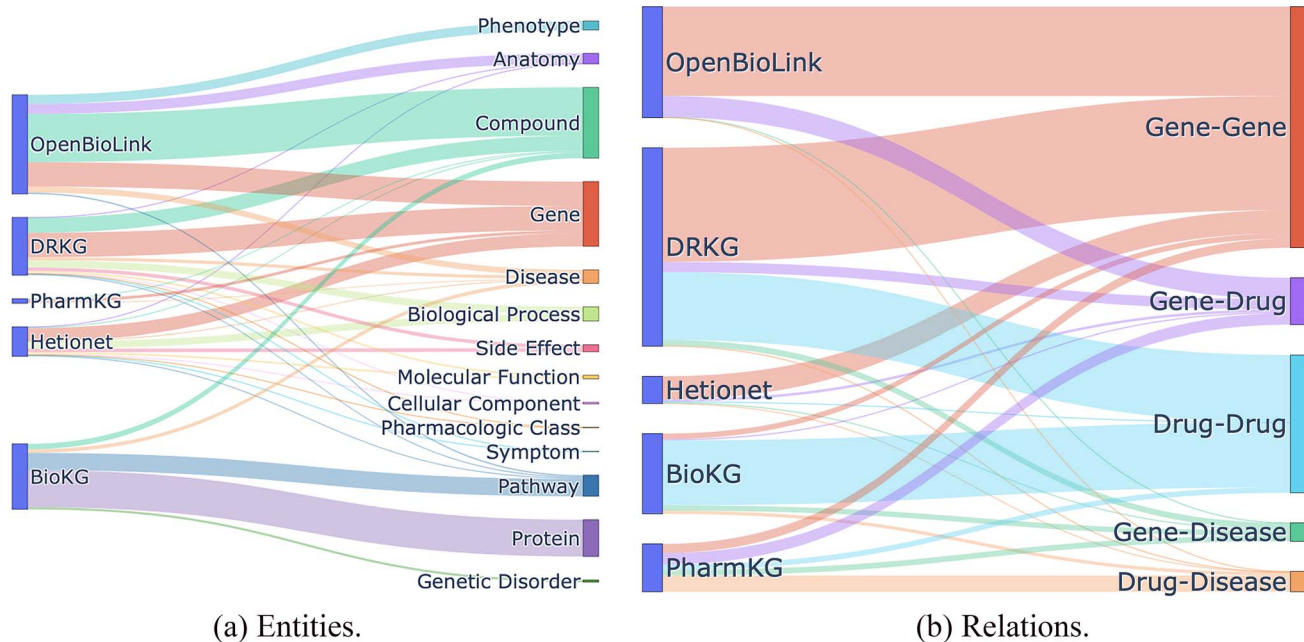 OpenBioLink
DRKG
PharmKG
Hetionet
BioKG
Phenotype
Anatomy
Compound
Gene
Disease
Biological Process
Side Effect
Molecular Function
Cellular Component
Pharmacologic Class
Symptom
Pathway
Protein
Genetic Disorder
(a) Entities.
OpenBioLink
DRKG
Hetionet
BioKG
PharmKG
Gene-Gene
Gene-Drug
Drug-Drug
Gene-Disease
Drug-Disease
(b) Relations.